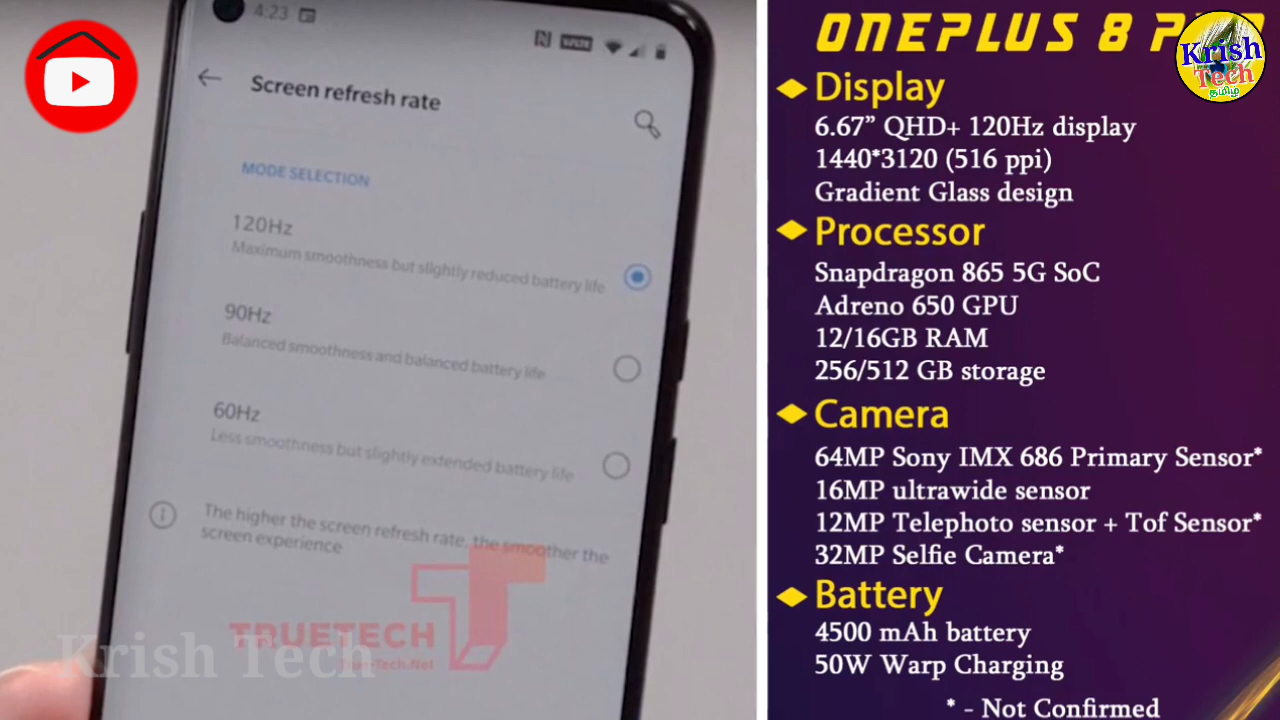 4:23
Screen refresh rate
MODE SELECTION
120Hz
Maximum smoothness but slightly reduced battery life
90Hz
Balanced smoothness and balanced battery life
60Hz
Less smoothness but slightly extended battery life
The higher the screen refresh rate, the smoother the
screen experience
TRUETECH
True-Tech.Net
Krish Tech
ONEPLUS 8 PRO
Krish
Tech
தமிழ்
Display
6.67” QHD+ 120Hz display
1440*3120 (516 ppi)
Gradient Glass design
Processor
Snapdragon 865 5G SoC
Adreno 650 GPU
12/16GB RAM
256/512 GB storage
Camera
64MP Sony IMX 686 Primary Sensor*
16MP ultrawide sensor
12MP Telephoto sensor + Tof Sensor*
32MP Selfie Camera*
Battery
4500 mAh battery
50W Warp Charging
* - Not Confirmed